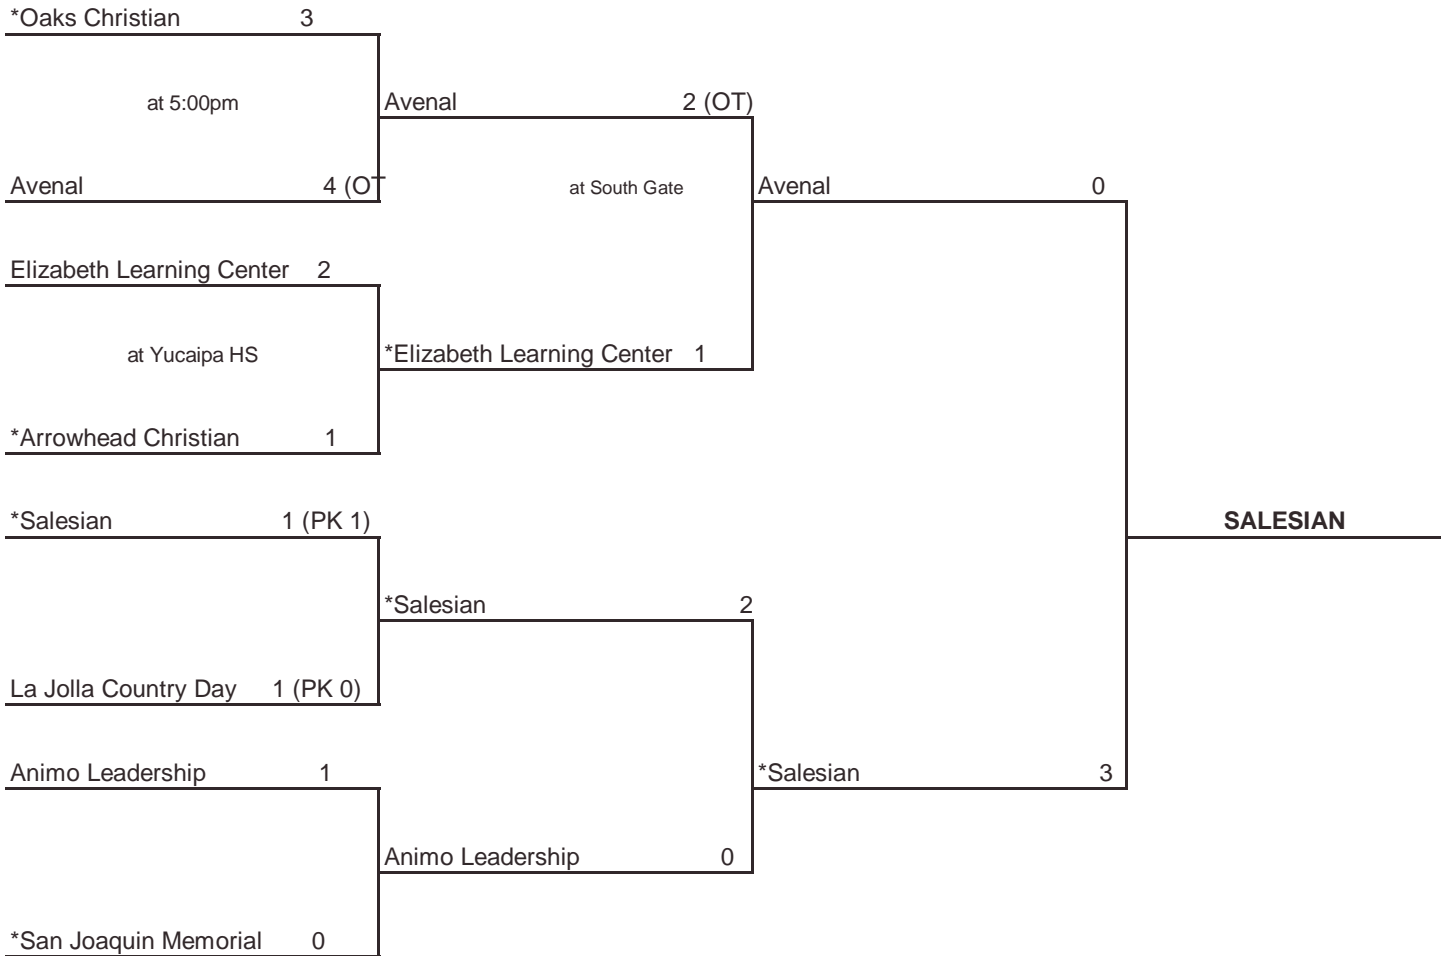 *Oaks Christian 3
at 5:00pm
Avenal 2 (OT)
Avenal 4 (OT
at South Gate
Avenal 0
Elizabeth Learning Center 2
at Yucaipa HS
*Elizabeth Learning Center 1
*Arrowhead Christian 1
*Salesian 1 (PK 1)
SALESIAN
*Salesian 2
La Jolla Country Day 1 (PK 0)
Animo Leadership 1
*Salesian 3
Animo Leadership 0
*San Joaquin Memorial 0